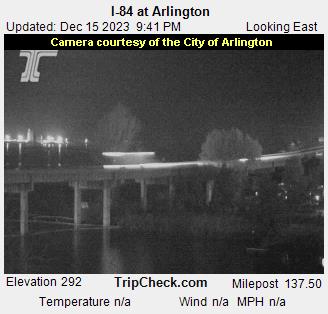 I-84 at Arlington
Updated: Dec 15 2023 9:41 PM Looking East
Camera courtesy of the City of Arlington
Elevation 292 TripCheck.com Milepost 137.50
Temperature n/a Wind n/a MPH n/a